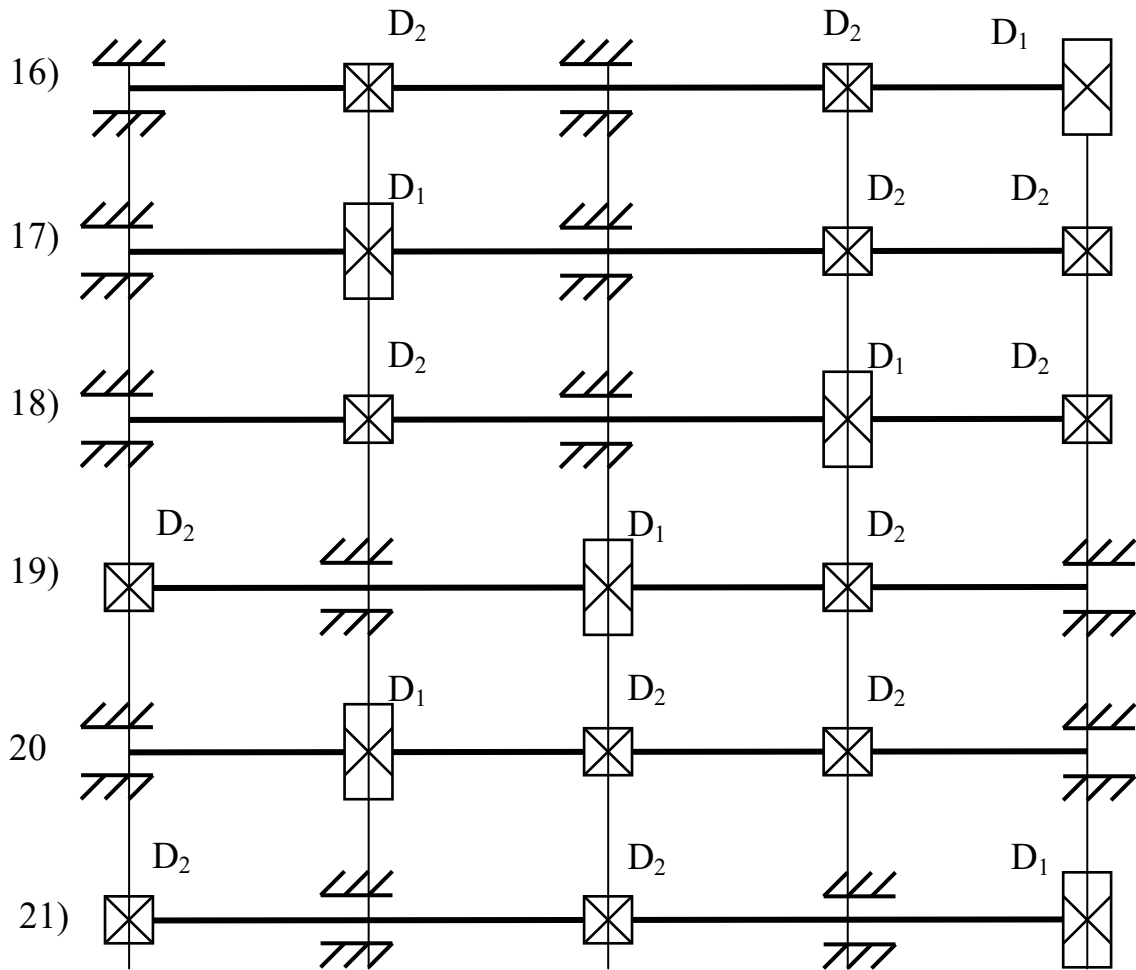 D₂ D₂ D₁
16)
D₁ D₂ D₂
17)
D₂ D₁ D₂
18)
D₂ D₁ D₂
19)
D₁ D₂ D₂
20
D₂ D₂ D₁
21)